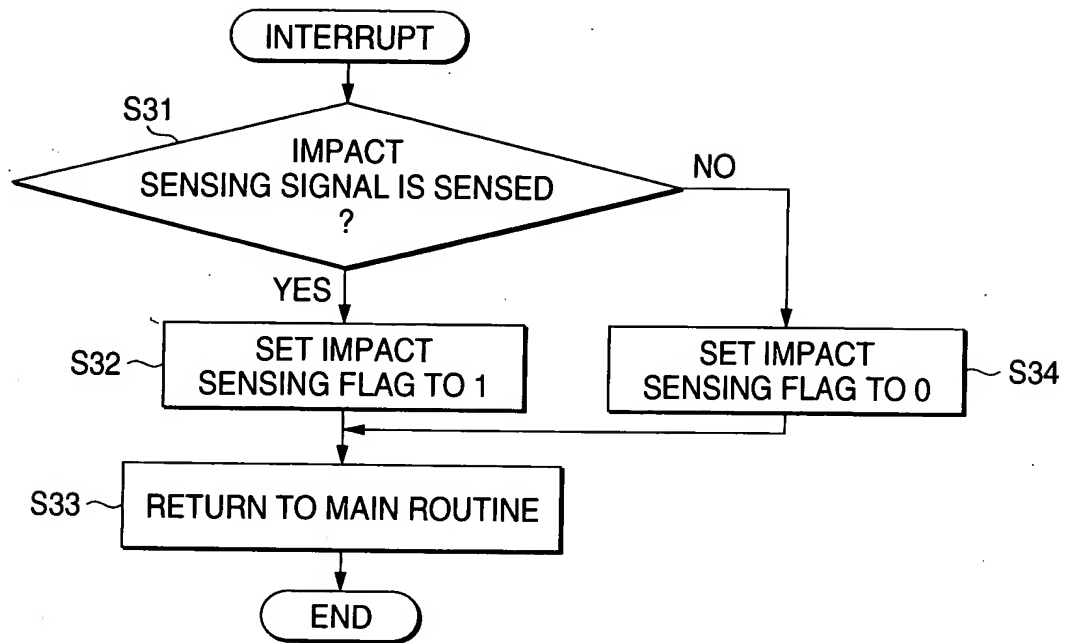 INTERRUPT
S31
IMPACT
SENSING SIGNAL IS SENSED
?
NO
YES
S32
SET IMPACT
SENSING FLAG TO 1
SET IMPACT
SENSING FLAG TO 0
S34
S33
RETURN TO MAIN ROUTINE
END